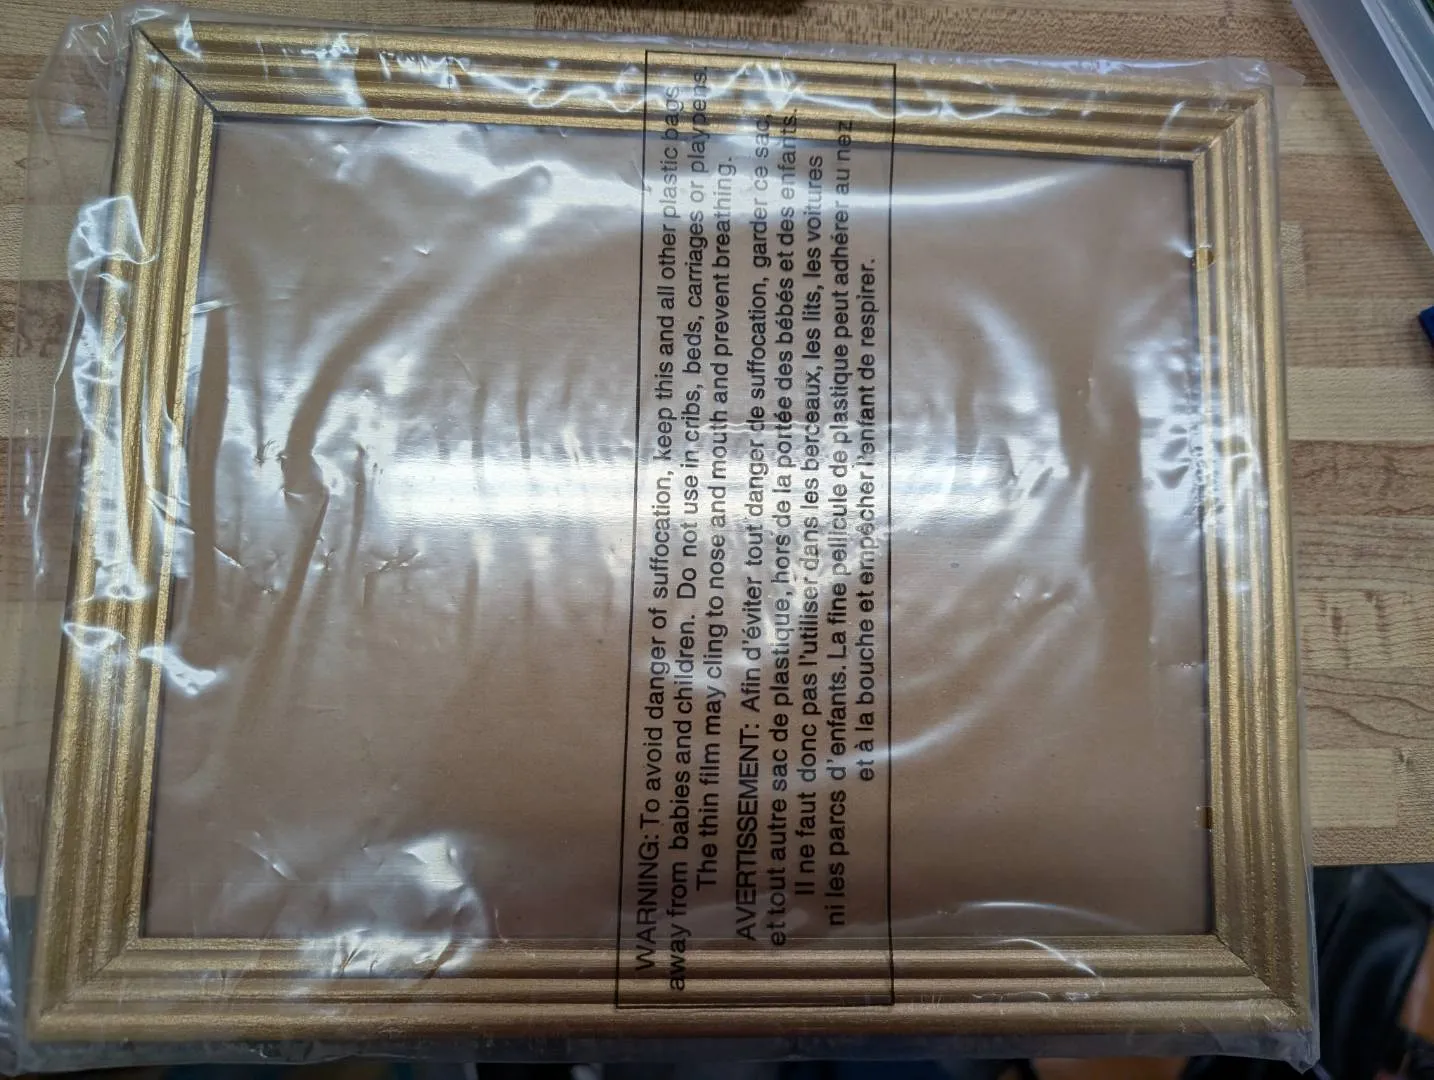 WARNING: To avoid danger of suffocation, keep this and all other plastic bags
away from babies and children. Do not use in cribs, beds, carriages or playpens.
The thin film may cling to nose and mouth and prevent breathing.
AVERTISSEMENT: Afin d'éviter tout danger de suffocation, garder ce sac,
et tout autre sac de plastique, hors de la portée des bébés et des enfants.
Il ne faut donc pas l'utiliser dans les berceaux, les lits, les voitures
ni les parcs d'enfants. La fine pellicule de plastique peut adhérer au nez
et à la bouche et empêcher l'enfant de respirer.